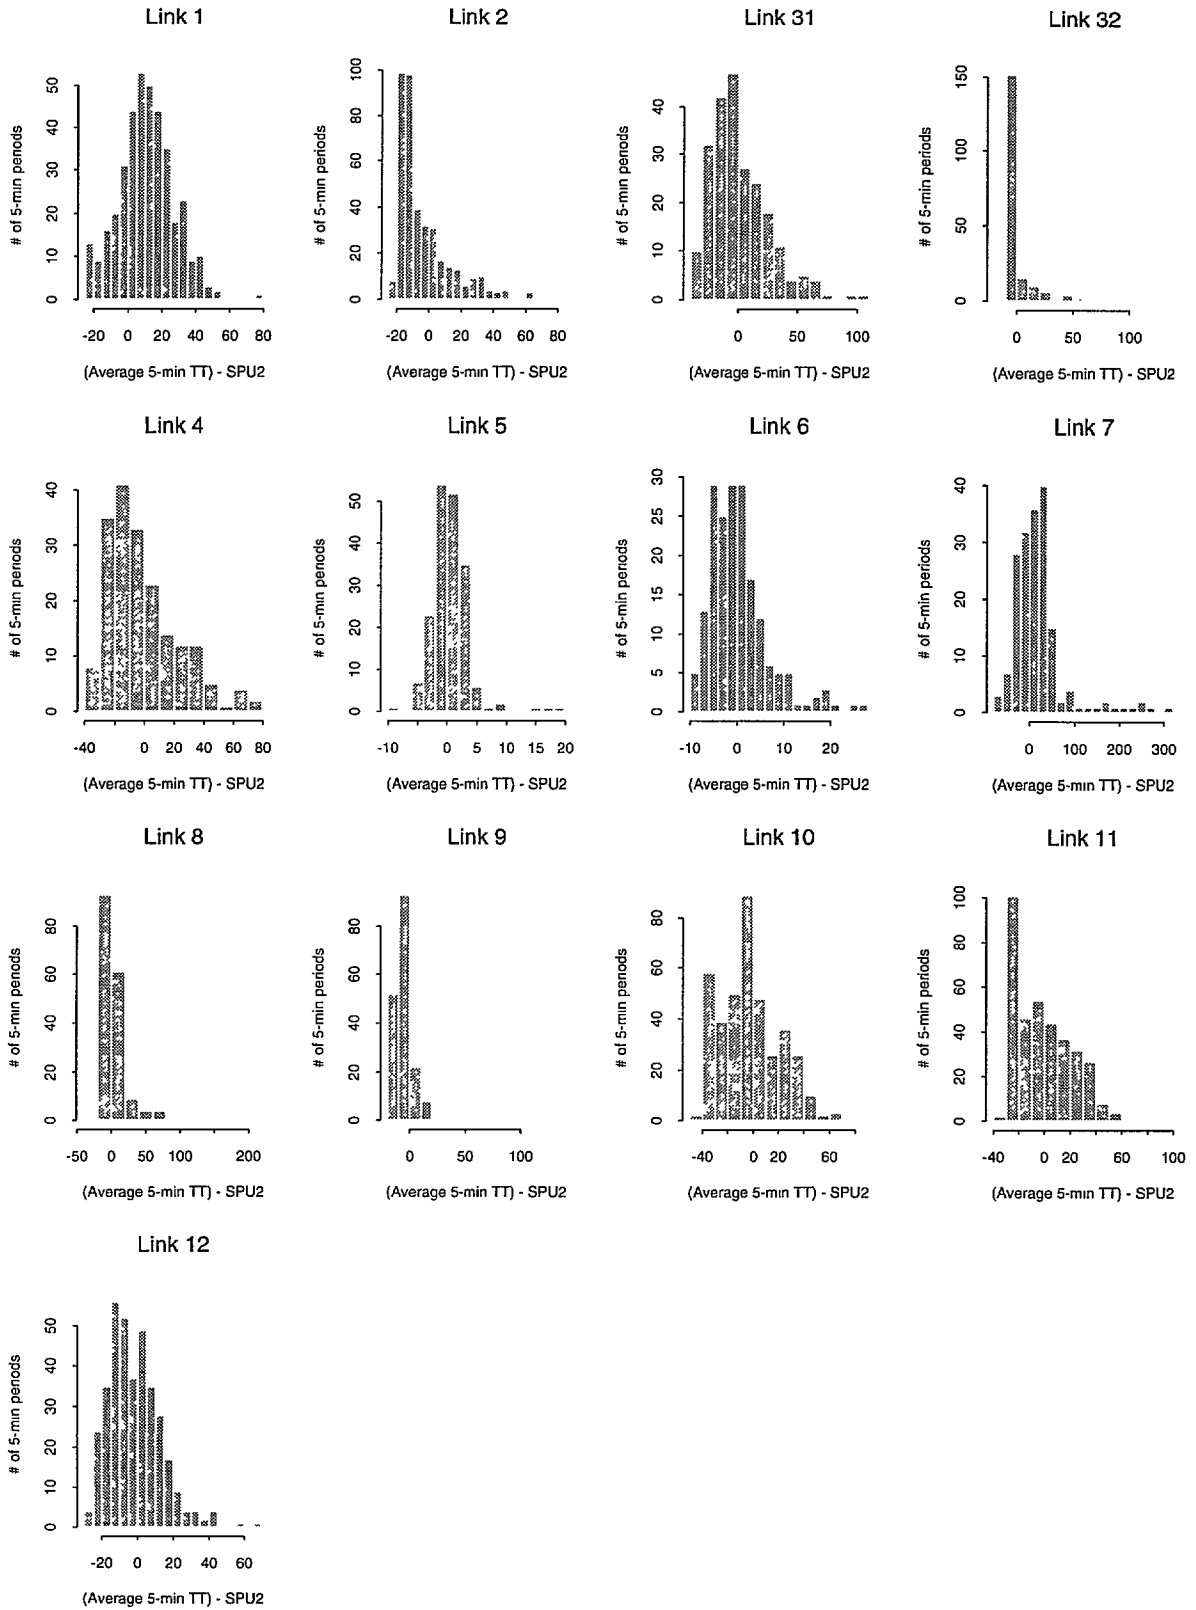 Link 1
Link 2
Link 31
Link 32
# of 5-min periods
0 10 20 30 40 50
-20 0 20 40 60 80
(Average 5-min TT) - SPU2
# of 5-min periods
0 20 40 60 80 100
-20 0 20 40 60 80
(Average 5-min TT) - SPU2
# of 5-min periods
0 10 20 30 40
0 50 100
(Average 5-min TT) - SPU2
# of 5-min periods
0 50 100 150
0 50 100
(Average 5-min TT) - SPU2
Link 4
Link 5
Link 6
Link 7
# of 5-min periods
0 10 20 30 40
-40 0 20 40 60 80
(Average 5-min TT) - SPU2
# of 5-min periods
0 10 20 30 40 50
-10 0 5 10 15 20
(Average 5-min TT) - SPU2
# of 5-min periods
0 5 10 15 20 25 30
-10 0 10 20
(Average 5-min TT) - SPU2
# of 5-min periods
0 10 20 30 40
0 100 200 300
(Average 5-min TT) - SPU2
Link 8
Link 9
Link 10
Link 11
# of 5-min periods
0 20 40 60 80
-50 0 50 100 200
(Average 5-min TT) - SPU2
# of 5-min periods
0 20 40 60 80
0 50 100
(Average 5-min TT) - SPU2
# of 5-min periods
0 20 40 60 80
-40 0 20 60
(Average 5-min TT) - SPU2
# of 5-min periods
0 20 40 60 80 100
-40 0 20 60 100
(Average 5-min TT) - SPU2
Link 12
# of 5-min periods
0 10 20 30 40 50
-20 0 20 40 60
(Average 5-min TT) - SPU2